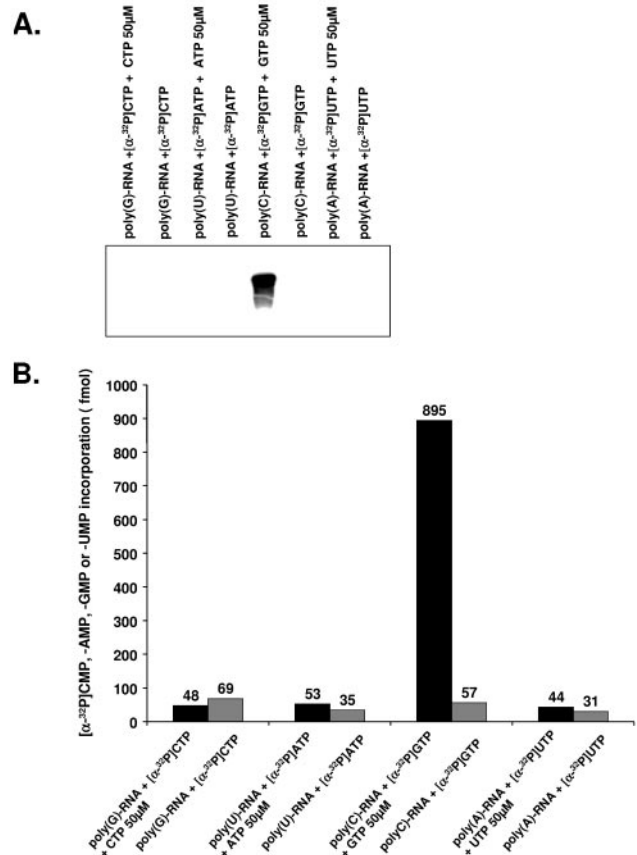 A.
poly(G)-RNA +[α-³²P]CTP + CTP 50μM
poly(G)-RNA +[α-³²P]CTP
poly(U)-RNA +[α-³²P]ATP + ATP 50μM
poly(U)-RNA +[α-³²P]ATP
poly(C)-RNA +[α-³²P]GTP + GTP 50μM
poly(C)-RNA +[α-³²P]GTP
poly(A)-RNA +[α-³²P]UTP + UTP 50μM
poly(A)-RNA +[α-³²P]UTP
B.
[α-³²P]CMP, -AMP, -GMP or -UMP incorporation ( fmol)
1000
900
800
700
600
500
400
300
200
100
0
48
69
53
35
895
57
44
31
poly(G)-RNA + [α-³²P]CTP
+ CTP 50μM
poly(G)-RNA + [α-³²P]CTP
poly(U)-RNA + [α-³²P]ATP
+ ATP 50μM
poly(U)-RNA + [α-³²P]ATP
poly(C)-RNA + [α-³²P]GTP
+ GTP 50μM
polyC)-RNA + [α-³²P]GTP
poly(A)-RNA + [α-³²P]UTP
+ UTP 50μM
poly(A)-RNA + [α-³²P]UTP